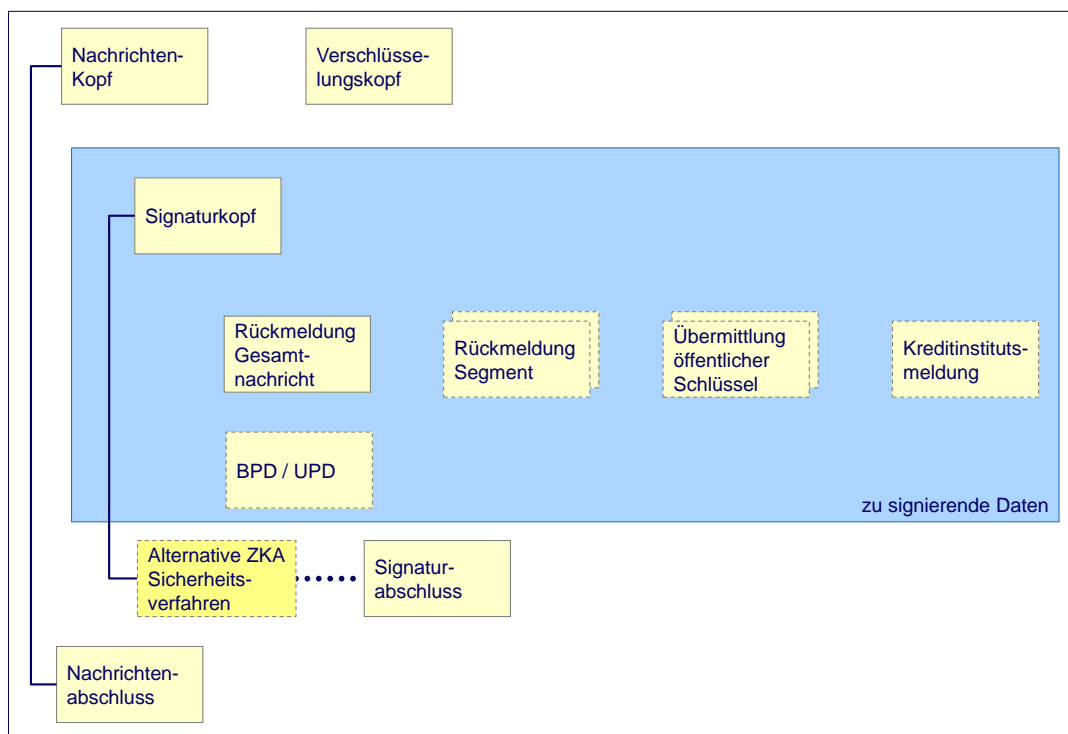 Nachrichten-
Kopf
Verschlüsse-
lungskopf
Signaturkopf
Rückmeldung
Gesamt-
nachricht
Rückmeldung
Segment
Übermittlung
öffentlicher
Schlüssel
Kreditinstituts-
meldung
BPD / UPD
zu signierende Daten
Alternative ZKA
Sicherheits-
verfahren
Signatur-
abschluss
Nachrichten-
abschluss